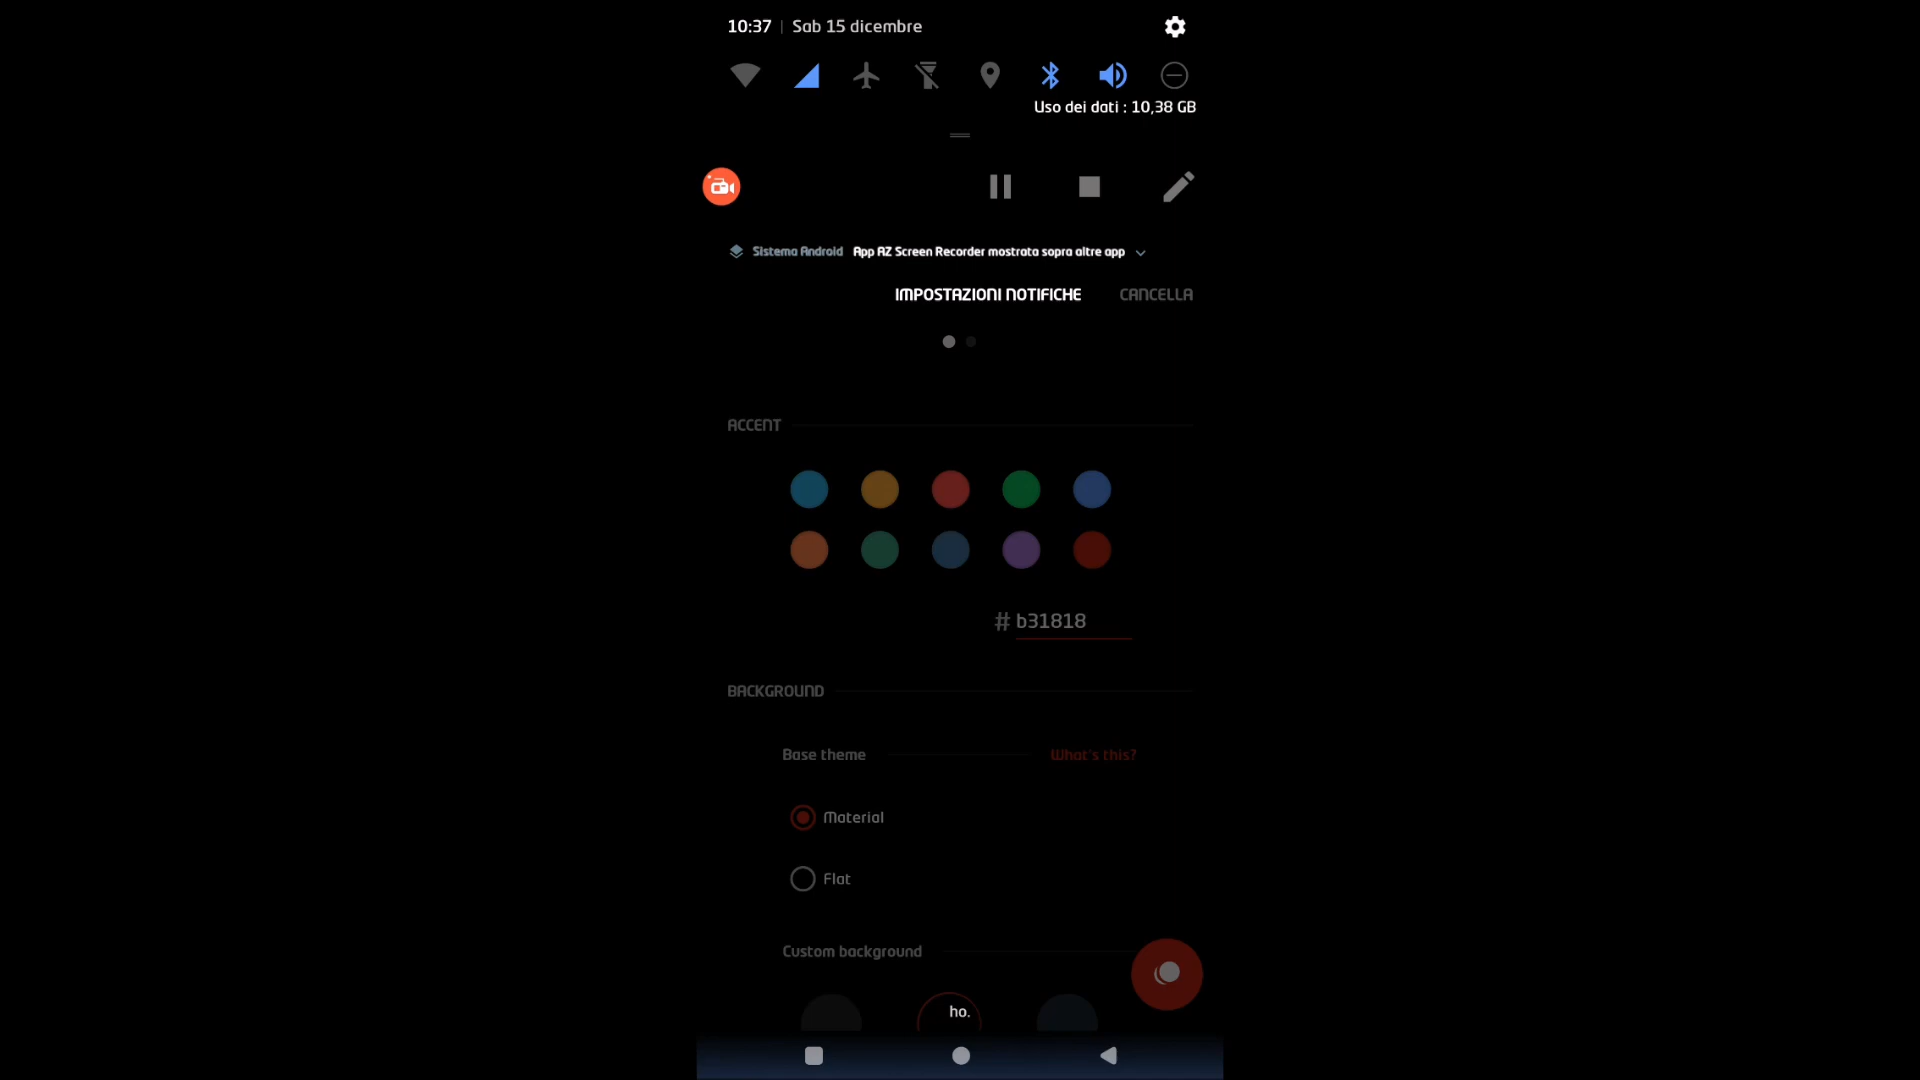 10:37 | Sab 15 dicembre
Uso dei dati : 10,38 GB
Sistema Android App AZ Screen Recorder mostrata sopra altre app
IMPOSTAZIONI NOTIFICHE CANCELLA
ACCENT
# b31818
BACKGROUND
Base theme What's this?
Material
Flat
Custom background
ho.